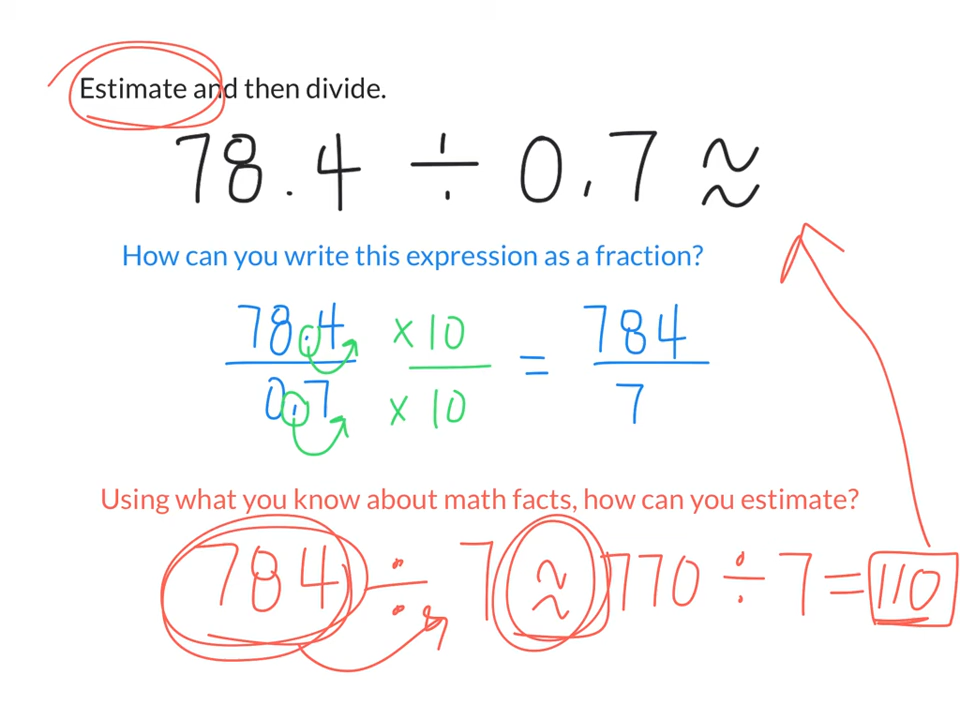 Estimate and then divide.
78.4 ÷ 0.7 ≈
How can you write this expression as a fraction?
78.4 × 10 = 784
0.7 × 10 7
Using what you know about math facts, how can you estimate?
784 ÷ 7 ≈ 770 ÷ 7 = 110